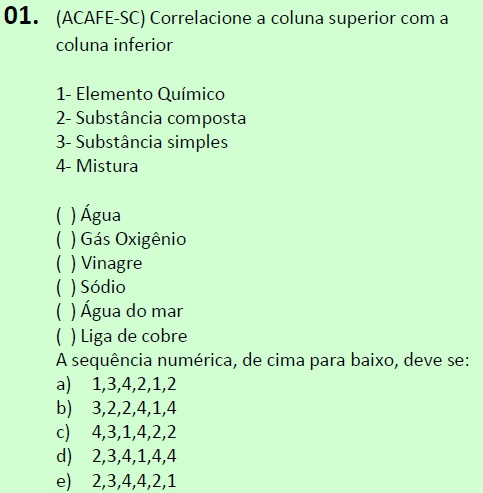 01. (ACAFE-SC) Correlacione a coluna superior com a
coluna inferior
1- Elemento Químico
2- Substância composta
3- Substância simples
4- Mistura
( ) Água
( ) Gás Oxigênio
( ) Vinagre
( ) Sódio
( ) Água do mar
( ) Liga de cobre
A sequência numérica, de cima para baixo, deve se:
a) 1,3,4,2,1,2
b) 3,2,2,4,1,4
c) 4,3,1,4,2,2
d) 2,3,4,1,4,4
e) 2,3,4,4,2,1